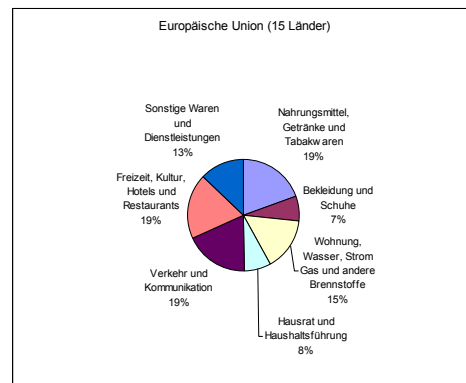 Europäische Union (15 Länder)
Sonstige Waren
und
Dienstleistungen
13%
Nahrungsmittel,
Getränke und
Tabakwaren
19%
Freizeit, Kultur,
Hotels und
Restaurants
19%
Bekleidung und
Schuhe
7%
Wohnung,
Wasser, Strom
Gas und andere
Brennstoffe
15%
Verkehr und
Kommunikation
19%
Hausrat und
Haushaltsführung
8%